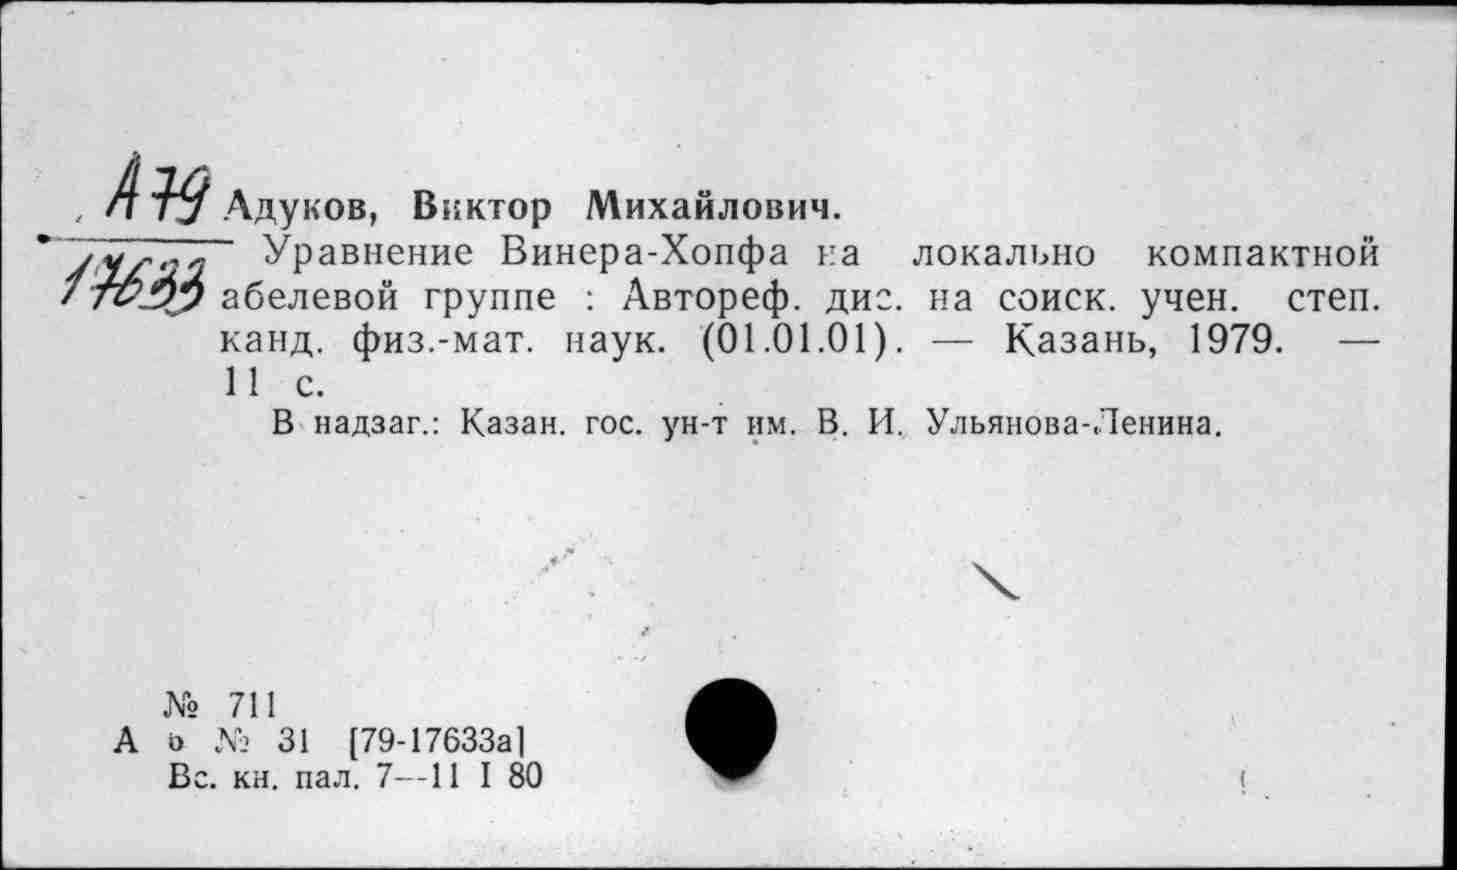 А79 Адуков, Виктор Михайлович.
17633 Уравнение Винера-Хопфа на локально компактной
абелевой группе : Автореф. дис. на соиск. учен. степ.
канд. физ.-мат. наук. (01.01.01). — Казань, 1979. —
11 с.
В надзаг.: Казан. гос. ун-т им. В. И. Ульянова-Ленина.
№ 711
А о № 31 [79-17633а]
Вс. кн. пал. 7—11 I 80